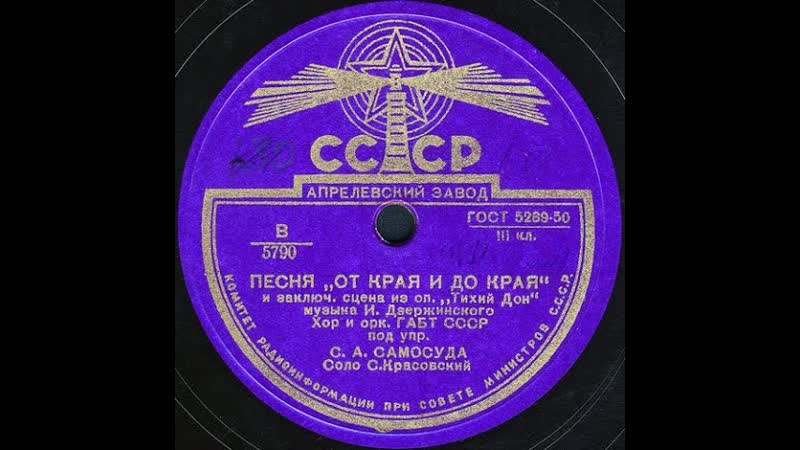 СССР
АПРЕЛЕВСКИЙ ЗАВОД
ГОСТ 5289-50
III кл.
В
5790
ПЕСНЯ „ОТ КРАЯ И ДО КРАЯ“
и заключ. сцена из оп. „Тихий Дон“
музыка И. Дзержинского
Хор и орк. ГАБТ СССР
под упр.
С. А. САМОСУДА
Соло С.Красовский
КОМИТЕТ РАДИОИНФОРМАЦИИ ПРИ СОВЕТЕ МИНИСТРОВ С.С.С.Р.